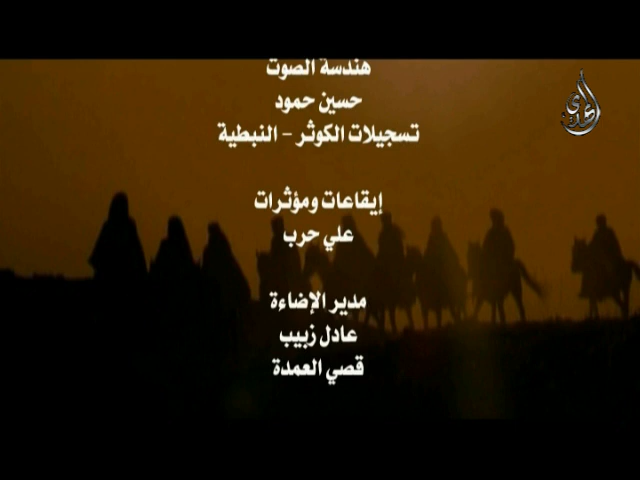 هندسة الصوت
حسين حمود
تسجيلات الكوثر - النبطية
إيقاعات ومؤثرات
علي حرب
مدير الإضاءة
عادل زبيب
قصي العمدة